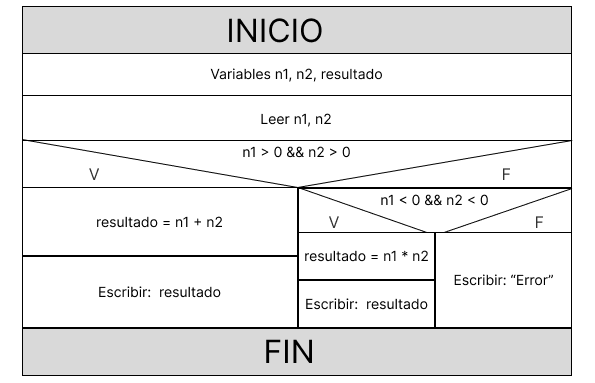 INICIO
Variables n1, n2, resultado
Leer n1, n2
n1 > 0 && n2 > 0
V
F
resultado = n1 + n2
Escribir: resultado
n1 < 0 && n2 < 0
V
F
resultado = n1 * n2
Escribir: resultado
Escribir: “Error”
FIN